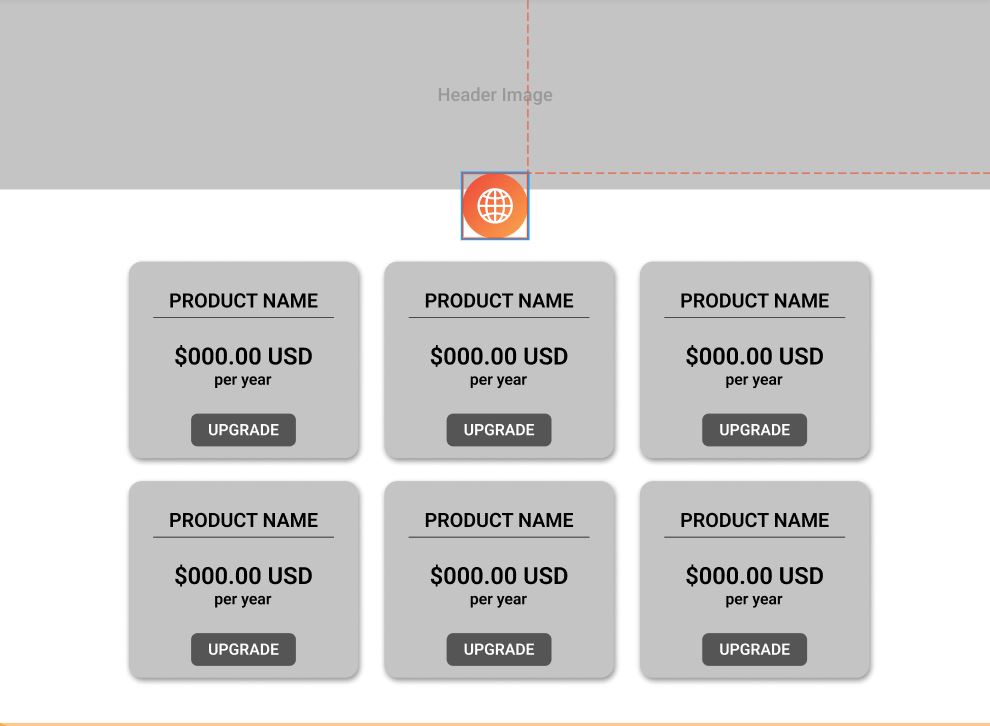 Header Image
PRODUCT NAME
$000.00 USD
per year
UPGRADE
PRODUCT NAME
$000.00 USD
per year
UPGRADE
PRODUCT NAME
$000.00 USD
per year
UPGRADE
PRODUCT NAME
$000.00 USD
per year
UPGRADE
PRODUCT NAME
$000.00 USD
per year
UPGRADE
PRODUCT NAME
$000.00 USD
per year
UPGRADE